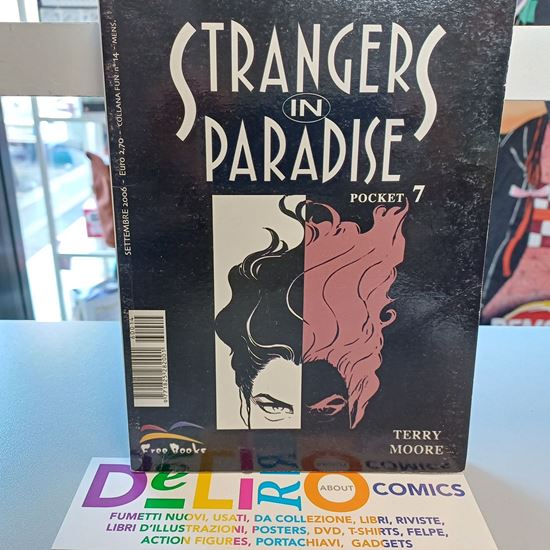 STRANGERS
IN
PARADISE
POCKET 7
SETTEMBRE 2006 - Euro 2,70 - COLLANA FUN n° 14 - MENS.
TERRY
MOORE
Free Books
DeLiRiO
ABOUT
COMICS
FUMETTI NUOVI, USATI, DA COLLEZIONE, LIBRI, RIVISTE,
LIBRI D'ILLUSTRAZIONI, POSTERS, DVD, T-SHIRTS, FELPE,
ACTION FIGURES, PORTACHIAVI, GADGETS